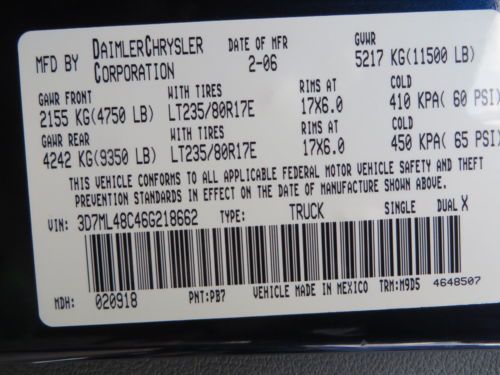 MFD BY DAIMLERCHRYSLER CORPORATION DATE OF MFR 2-06 GVWR 5217 KG(11500 LB)
GAWR FRONT WITH TIRES RIMS AT COLD
2155 KG(4750 LB) LT235/80R17E 17X6.0 410 KPA( 60 PSI)
GAWR REAR WITH TIRES RIMS AT COLD
4242 KG(9350 LB) LT235/80R17E 17X6.0 450 KPA( 65 PSI)
THIS VEHICLE CONFORMS TO ALL APPLICABLE FEDERAL MOTOR VEHICLE SAFETY AND THEFT
PREVENTION STANDARDS IN EFFECT ON THE DATE OF MANUFACTURE SHOWN ABOVE.
VIN: 3D7ML48C46G218662 TYPE: TRUCK SINGLE DUAL X
MDH: 020918 PNT:PB7 VEHICLE MADE IN MEXICO TRM:M9D5 4648507